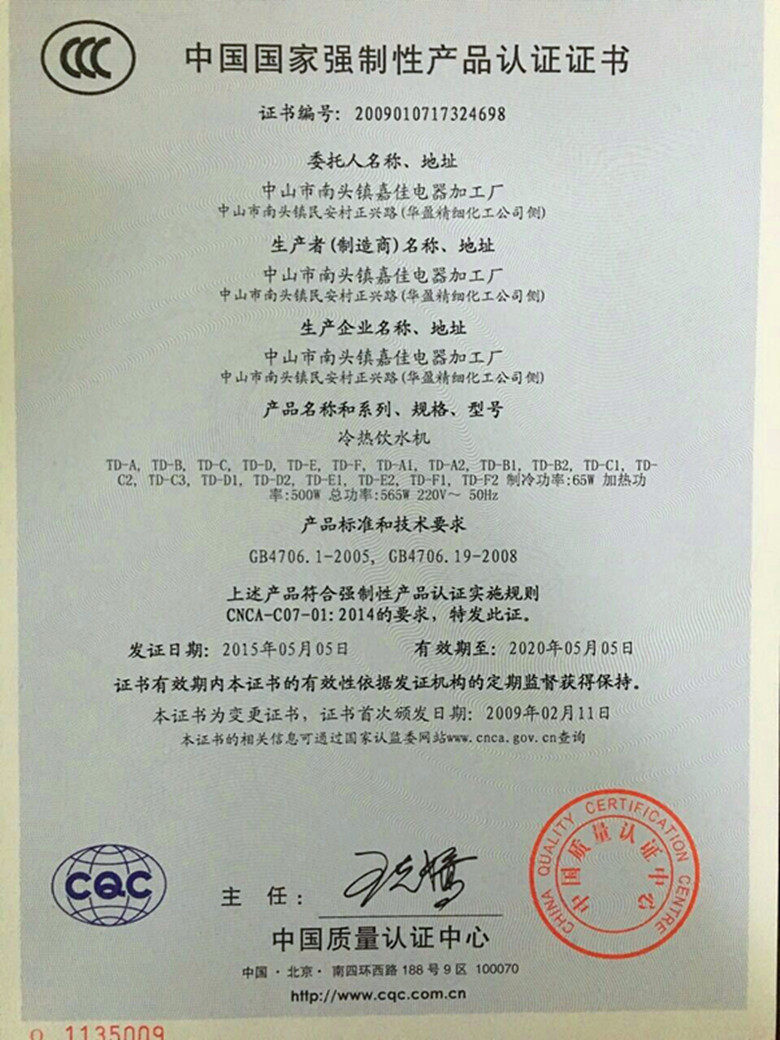 CCC
中国国家强制性产品认证证书
证书编号：2009010717324698
委托人名称、地址
中山市南头镇嘉佳电器加工厂
中山市南头镇民安村正兴路(华盈精细化工公司侧)
生产者(制造商)名称、地址
中山市南头镇嘉佳电器加工厂
中山市南头镇民安村正兴路(华盈精细化工公司侧)
生产企业名称、地址
中山市南头镇嘉佳电器加工厂
中山市南头镇民安村正兴路(华盈精细化工公司侧)
产品名称和系列、规格、型号
冷热饮水机
TD-A, TD-B, TD-C, TD-D, TD-E, TD-F, TD-A1, TD-A2, TD-B1, TD-B2, TD-C1, TD-
C2, TD-C3, TD-D1, TD-D2, TD-E1, TD-E2, TD-F1, TD-F2 制冷功率:65W 加热功
率:500W 总功率:565W 220V～ 50Hz
产品标准和技术要求
GB4706.1-2005, GB4706.19-2008
上述产品符合强制性产品认证实施规则
CNCA-C07-01:2014的要求，特发此证。
发证日期：2015年05月05日 有效期至：2020年05月05日
证书有效期内本证书的有效性依据发证机构的定期监督获得保持。
本证书为变更证书，证书首次颁发日期：2009年02月11日
本证书的相关信息可通过国家认监委网站www.cnca.gov.cn查询
CHINA QUALITY CERTIFICATION CENTRE
中国质量认证中心
CQC
主 任：
中国质量认证中心
中国·北京·南四环西路188号9区 100070
http://www.cqc.com.cn
1135009